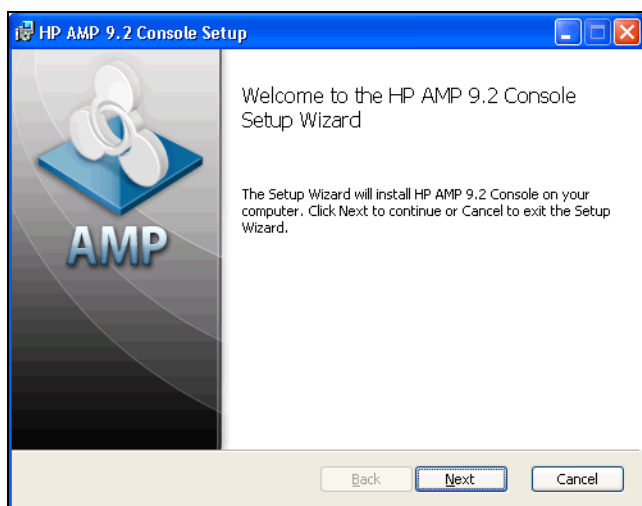 HP AMP 9.2 Console Setup
Welcome to the HP AMP 9.2 Console
Setup Wizard
The Setup Wizard will install HP AMP 9.2 Console on your
computer. Click Next to continue or Cancel to exit the Setup
Wizard.
AMP
Back
Next
Cancel